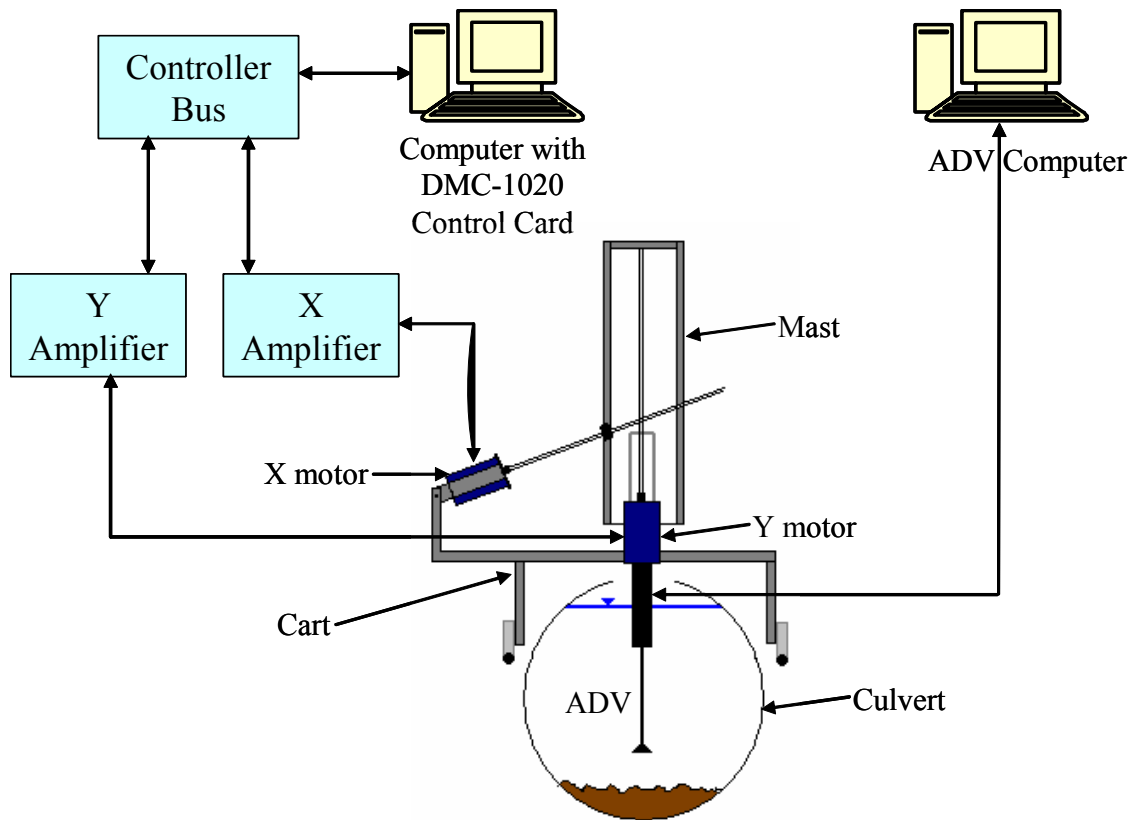 Controller
Bus
Computer with
DMC-1020
Control Card
ADV Computer
Y
Amplifier
X
Amplifier
Mast
X motor
Y motor
Cart
ADV
Culvert